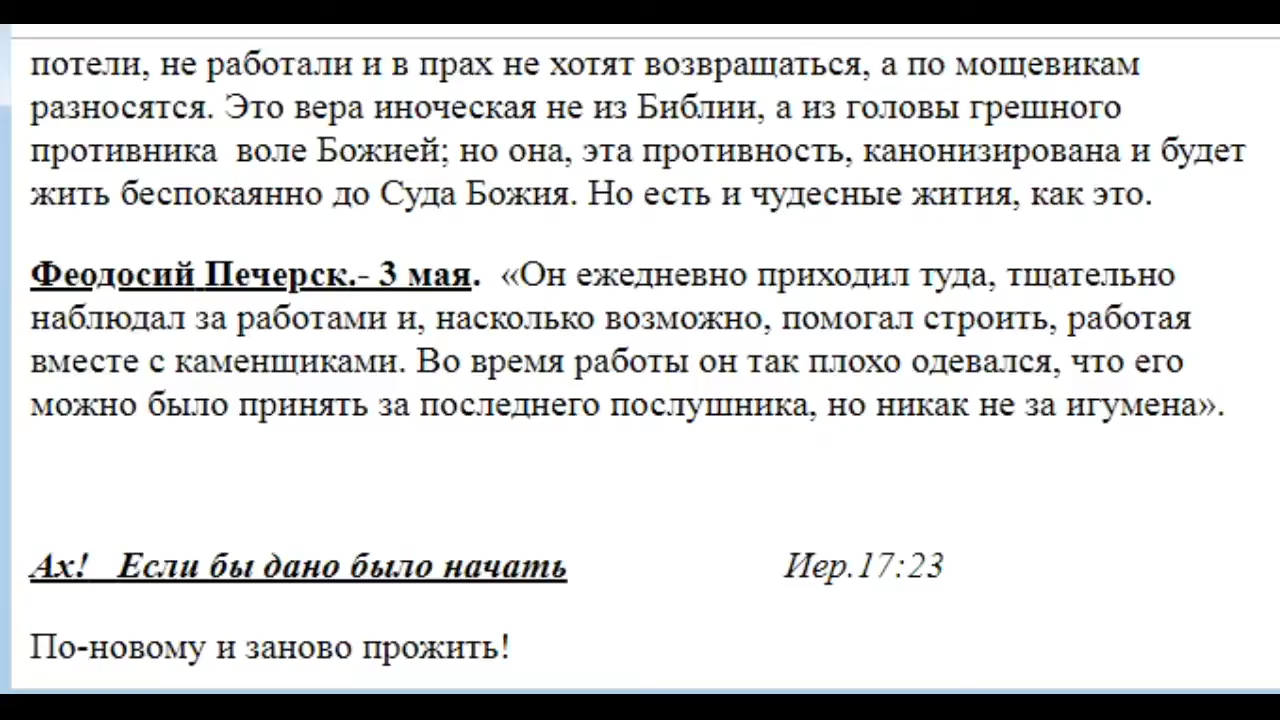 потели, не работали и в прах не хотят возвращаться, а по мощевикам
разносятся. Это вера иноческая не из Библии, а из головы грешного
противника  воле Божией; но она, эта противность, канонизирована и будет
жить беспокаянно до Суда Божия. Но есть и чудесные жития, как это.
Феодосий Печерск.- 3 мая.  «Он ежедневно приходил туда, тщательно
наблюдал за работами и, насколько возможно, помогал строить, работая
вместе с каменщиками. Во время работы он так плохо одевался, что его
можно было принять за последнего послушника, но никак не за игумена».
Ах!   Если бы дано было начать                    Иер.17:23
По-новому и заново прожить!